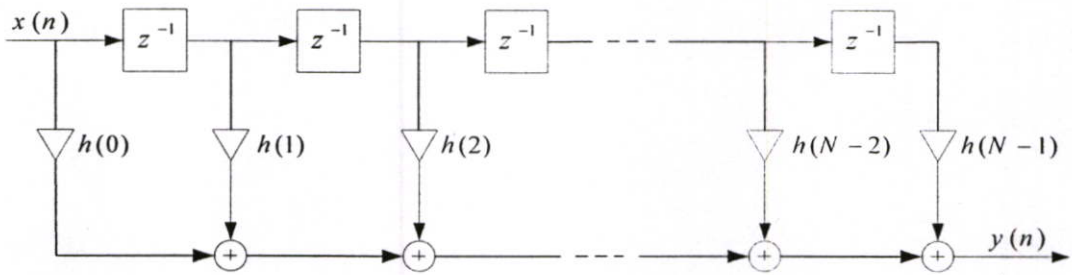 x(n)
z⁻¹
z⁻¹
z⁻¹
z⁻¹
h(0)
h(1)
h(2)
h(N − 2)
h(N − 1)
+
+
+
+
y(n)